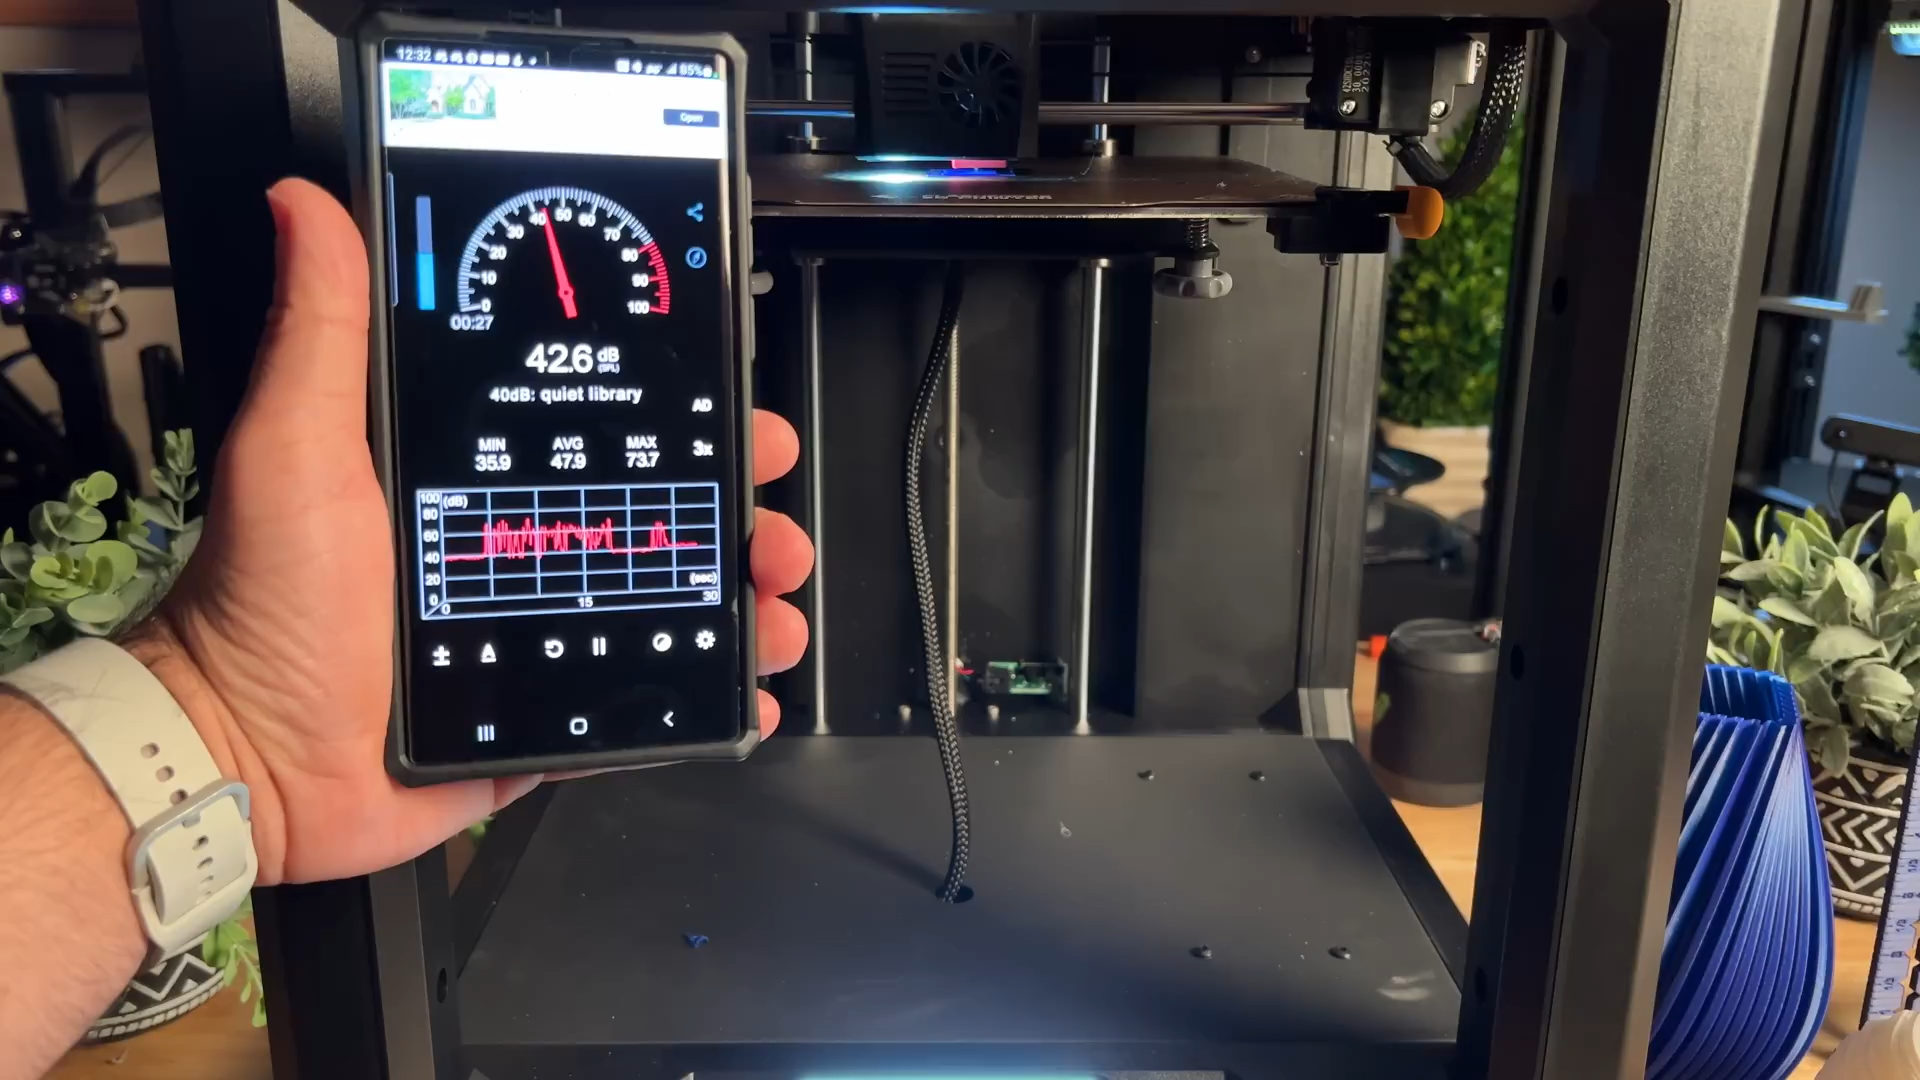 12:32
85%
Open
0 10 20 30 40 50 60 70 80 90 100
00:27
42.6 dB
(SPL)
40dB: quiet library
AD
MIN AVG MAX
35.9 47.9 73.7
3x
100 (dB)
80
60
40
20
0
0 15 30
(sec)
A